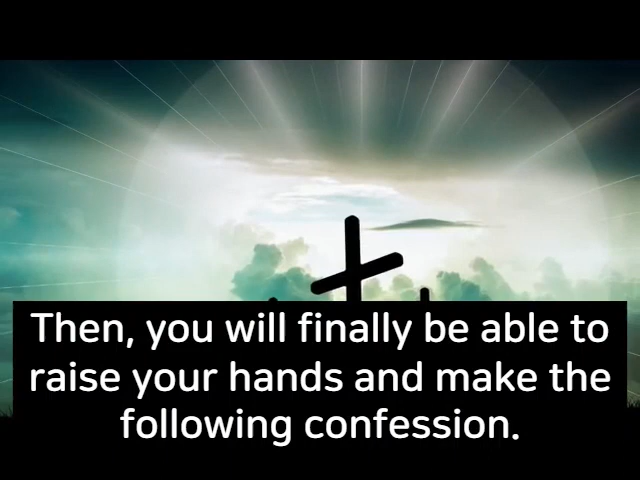 Then, you will finally be able to
raise your hands and make the
following confession.